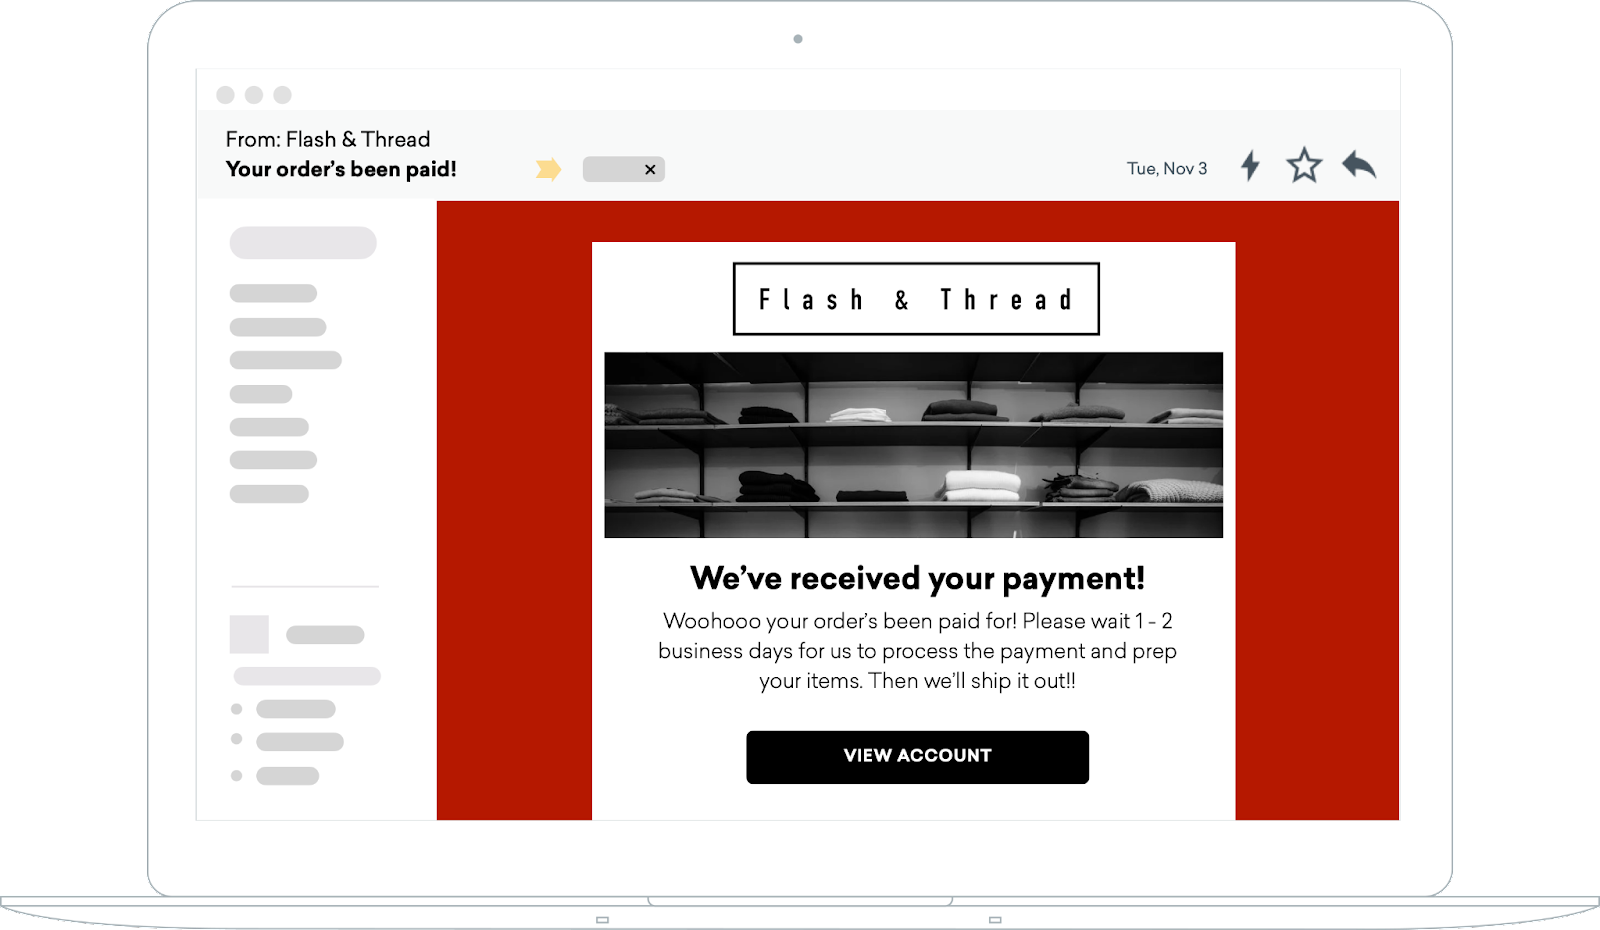 From: Flash & Thread
Your order’s been paid!
Tue, Nov 3
Flash & Thread
We’ve received your payment!
Woohooo your order’s been paid for! Please wait 1 - 2
business days for us to process the payment and prep
your items. Then we’ll ship it out!!
VIEW ACCOUNT